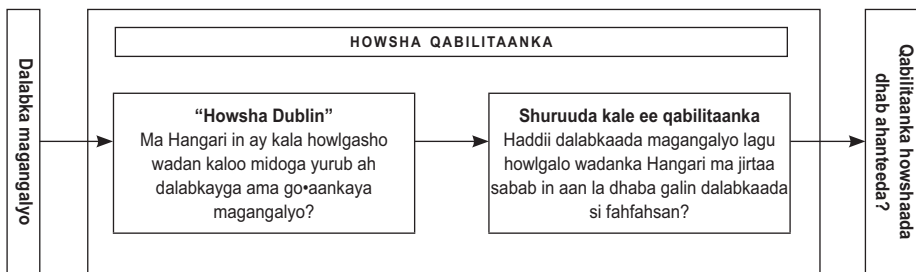 Dalabka magangalyo
HOWSHA QABILITAANKA
“Howsha Dublin”
Ma Hangari in ay kala howlgasho
wadan kaloo midoga yurub ah
dalabkayga ama go•aankaya
magangalyo?
Shuruuda kale ee qabilitaanka
Haddii dalabkaada magangalyo lagu
howlgalo wadanka Hangari ma jirtaa
sabab in aan la dhaba galin dalabkaada
si fahfahsan?
Qabilitaanka howshaada
dhab ahanteeda?